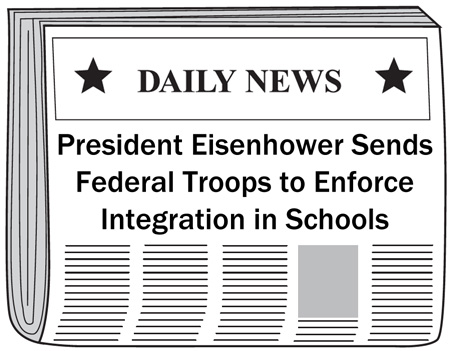 DAILY NEWS
President Eisenhower Sends
Federal Troops to Enforce
Integration in Schools